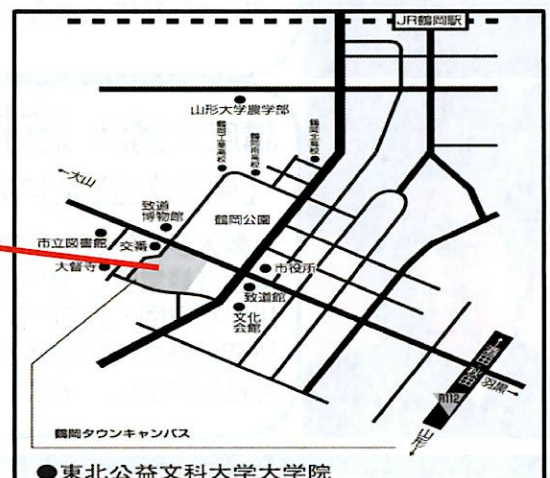 JR鶴岡駅
山形大学農学部
鶴岡工業高校
鶴岡南高校
鶴岡北高校
←大山
致道
博物館
鶴岡公園
市立図書館
交番
大督寺
市役所
致道館
文化
会館
酒田
秋田
羽黒→
R112
山形
鶴岡タウンキャンパス
●東北公益文科大学大学院